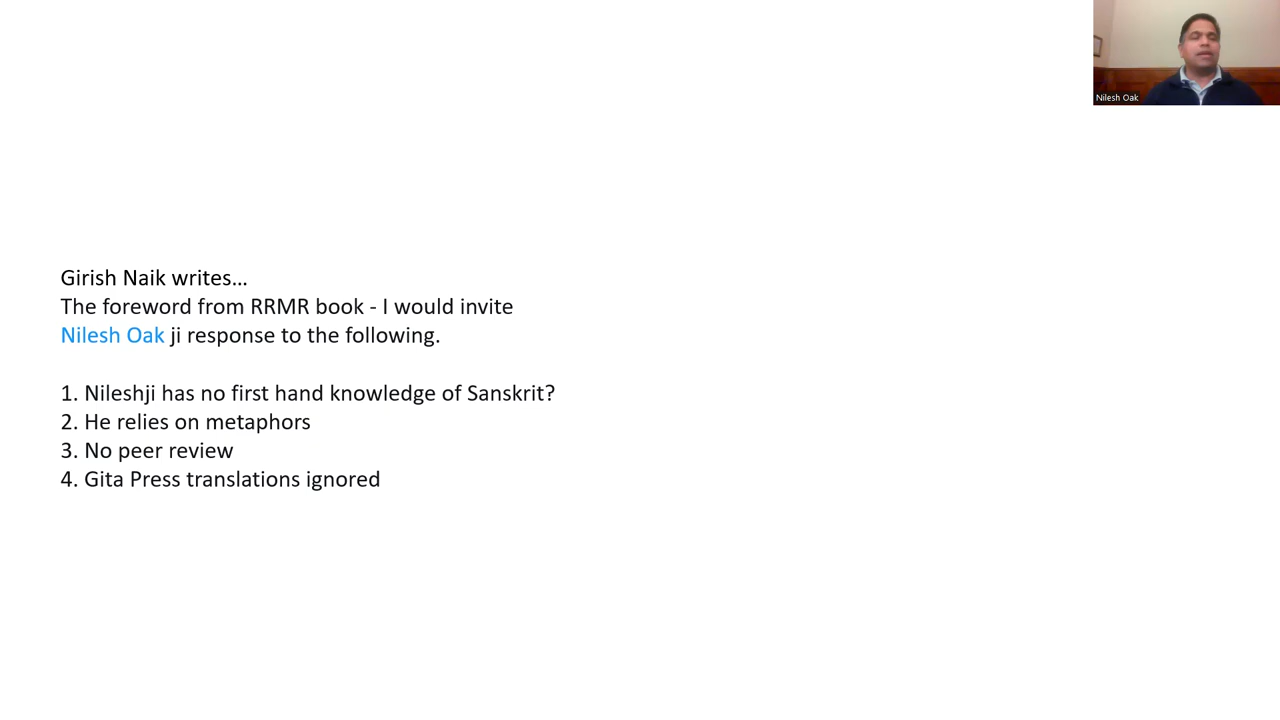 Nilesh Oak
Girish Naik writes...
The foreword from RRMR book - I would invite
Nilesh Oak ji response to the following.
1. Nileshji has no first hand knowledge of Sanskrit?
2. He relies on metaphors
3. No peer review
4. Gita Press translations ignored